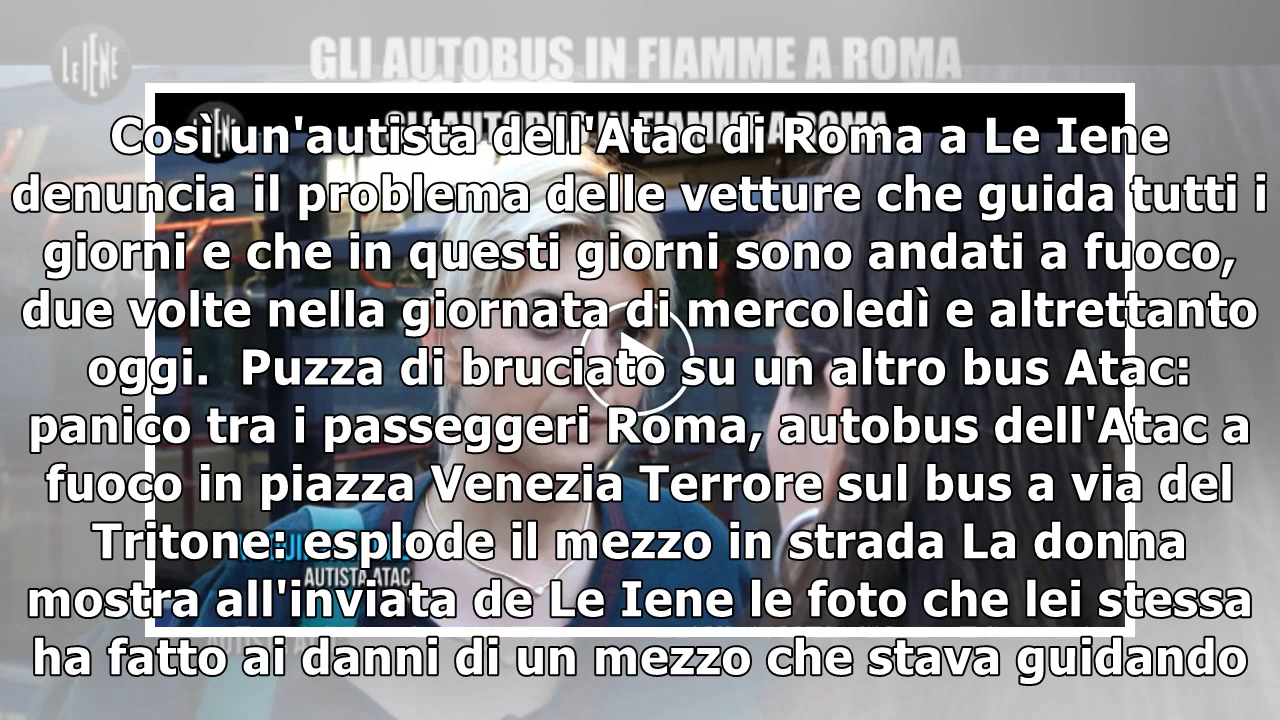 LE IENE
GLI AUTOBUS IN FIAMME A ROMA
Così un'autista dell'Atac di Roma a Le Iene
denuncia il problema delle vetture che guida tutti i
giorni e che in questi giorni sono andati a fuoco,
due volte nella giornata di mercoledì e altrettanto
oggi.  Puzza di bruciato su un altro bus Atac:
panico tra i passeggeri Roma, autobus dell'Atac a
fuoco in piazza Venezia Terrore sul bus a via del
Tritone: esplode il mezzo in strada La donna
AUTISTA ATAC
mostra all'inviata de Le Iene le foto che lei stessa
ha fatto ai danni di un mezzo che stava guidando